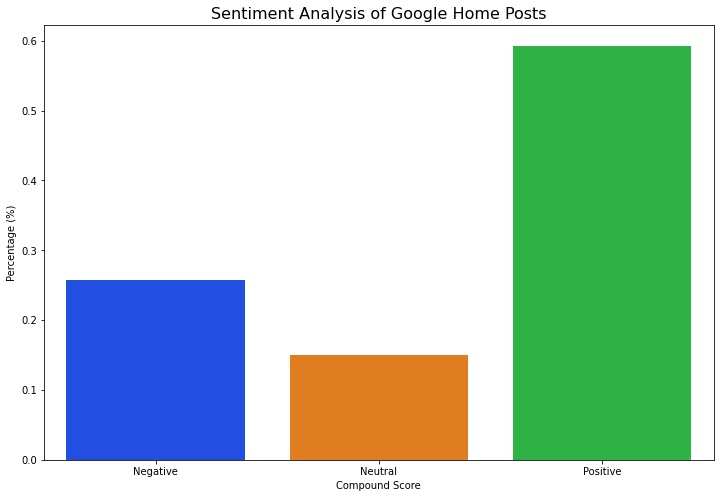 Sentiment Analysis of Google Home Posts
Percentage (%)
0.6
0.5
0.4
0.3
0.2
0.1
0.0
Negative Neutral Positive
Compound Score